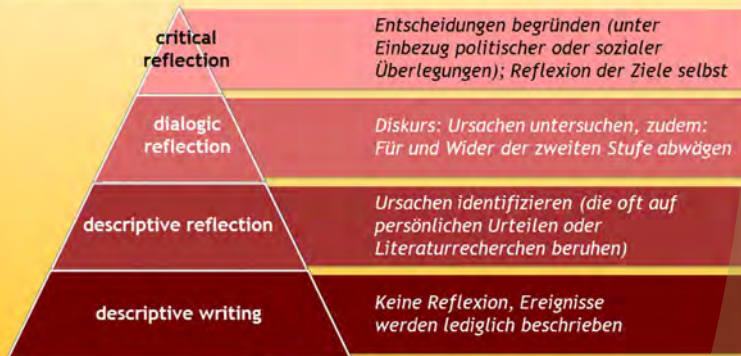 critical
reflection
Entscheidungen begründen (unter
Einbezug politischer oder sozialer
Überlegungen); Reflexion der Ziele selbst
dialogic
reflection
Diskurs: Ursachen untersuchen, zudem:
Für und Wider der zweiten Stufe abwägen
descriptive reflection
Ursachen identifizieren (die oft auf
persönlichen Urteilen oder
Literaturrecherchen beruhen)
descriptive writing
Keine Reflexion, Ereignisse
werden lediglich beschrieben